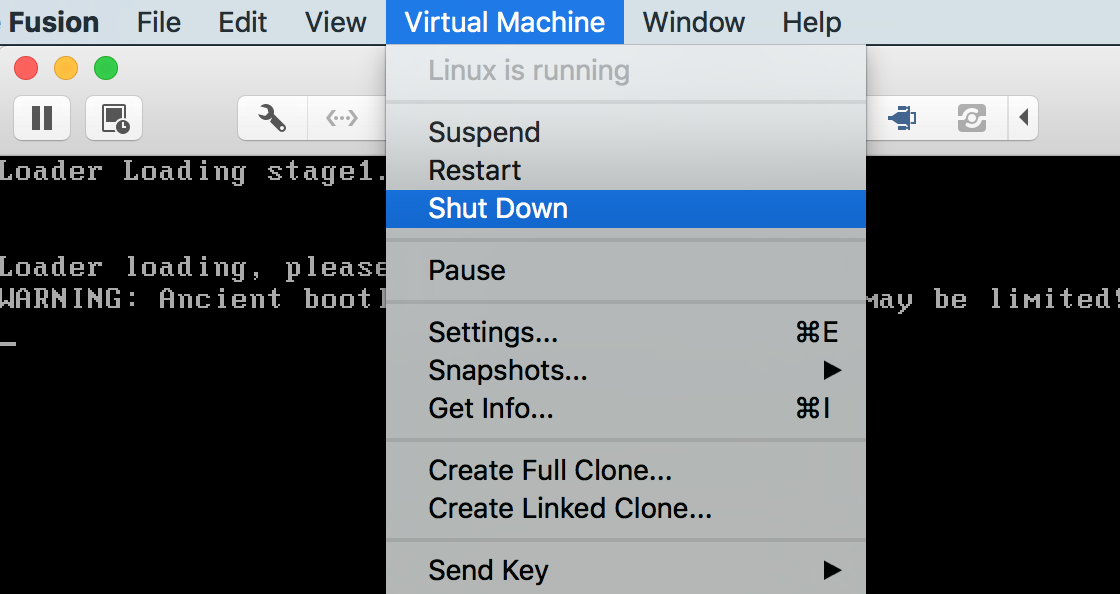 Fusion File Edit View Virtual Machine Window Help
Linux is running
Suspend
Loader Loading stage1.
Restart
Shut Down
Loader loading, please
Pause
WARNING: Ancient may be limited!
Settings... ⌘E
Snapshots... ▶
Get Info... ⌘I
Create Full Clone...
Create Linked Clone...
Send Key ▶